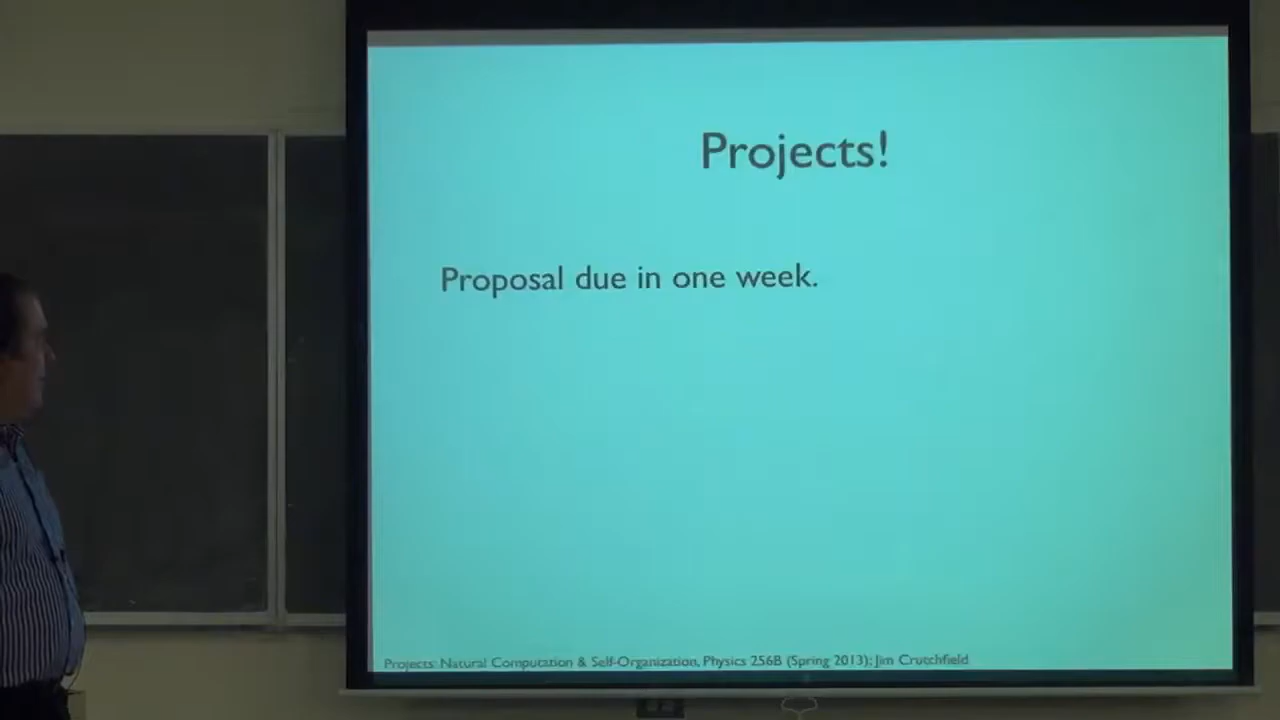 Projects!
Proposal due in one week.
Projects: Natural Computation & Self-Organization, Physics 256B (Spring 2013); Jim Crutchfield